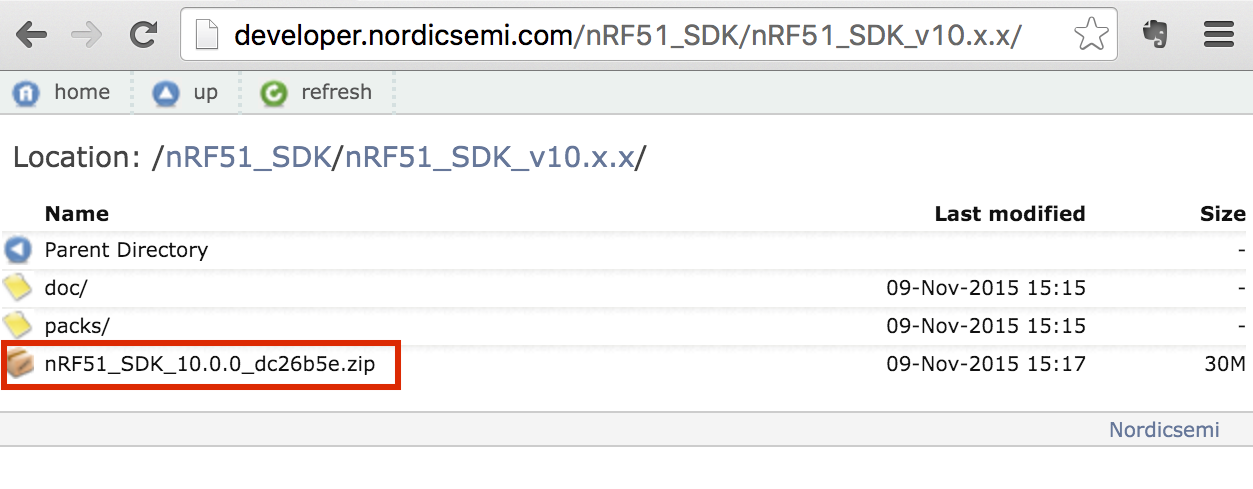 developer.nordicsemi.com/nRF51_SDK/nRF51_SDK_v10.x.x/
home up refresh
Location: /nRF51_SDK/nRF51_SDK_v10.x.x/
Name Last modified Size
Parent Directory -
doc/ 09-Nov-2015 15:15 -
packs/ 09-Nov-2015 15:15 -
nRF51_SDK_10.0.0_dc26b5e.zip 09-Nov-2015 15:17 30M
Nordicsemi